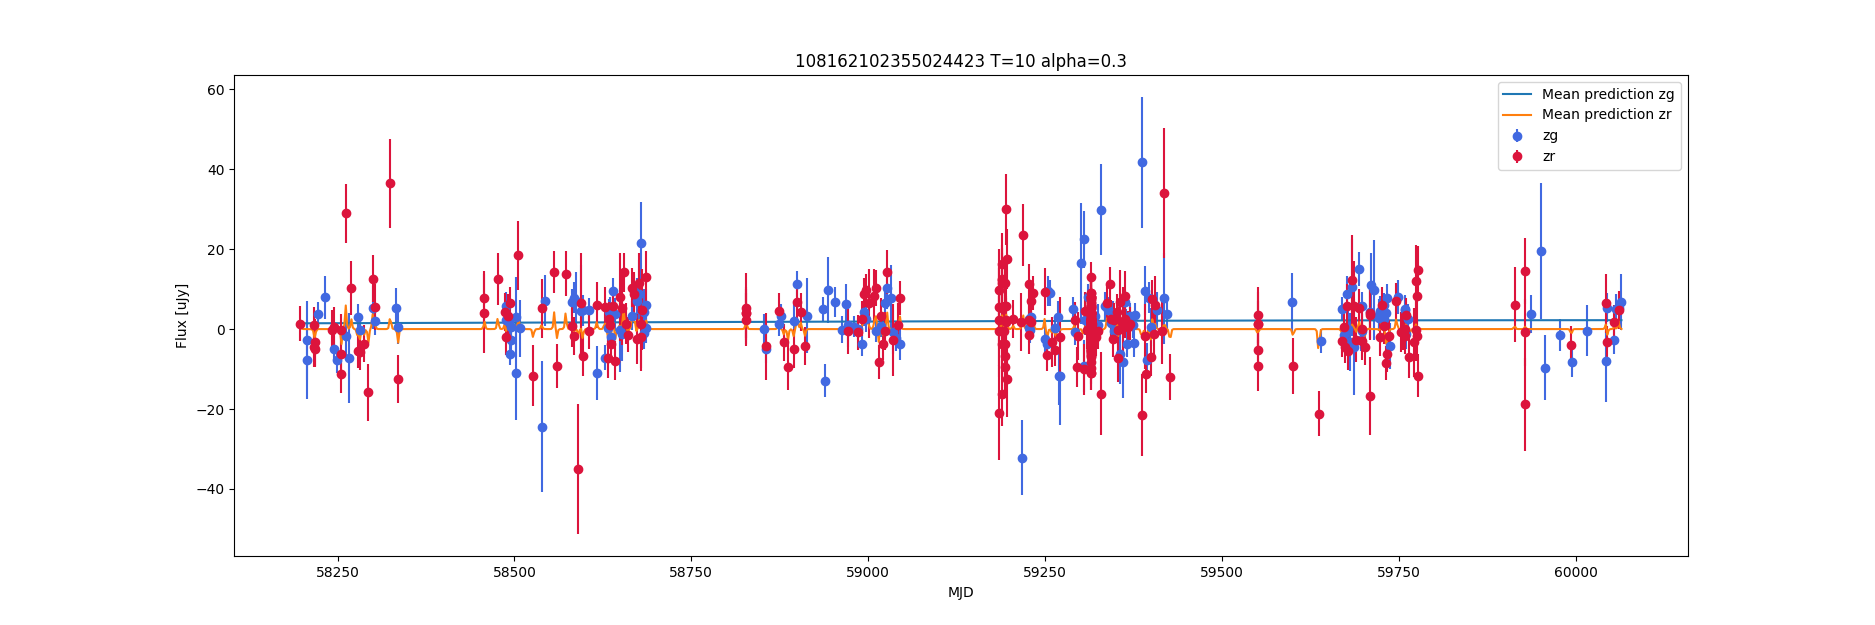 108162102355024423 T=10 alpha=0.3
Mean prediction zg
Mean prediction zr
zg
zr
60
40
20
0
−20
−40
Flux [uJy]
58250 58500 58750 59000 59250 59500 59750 60000
MJD